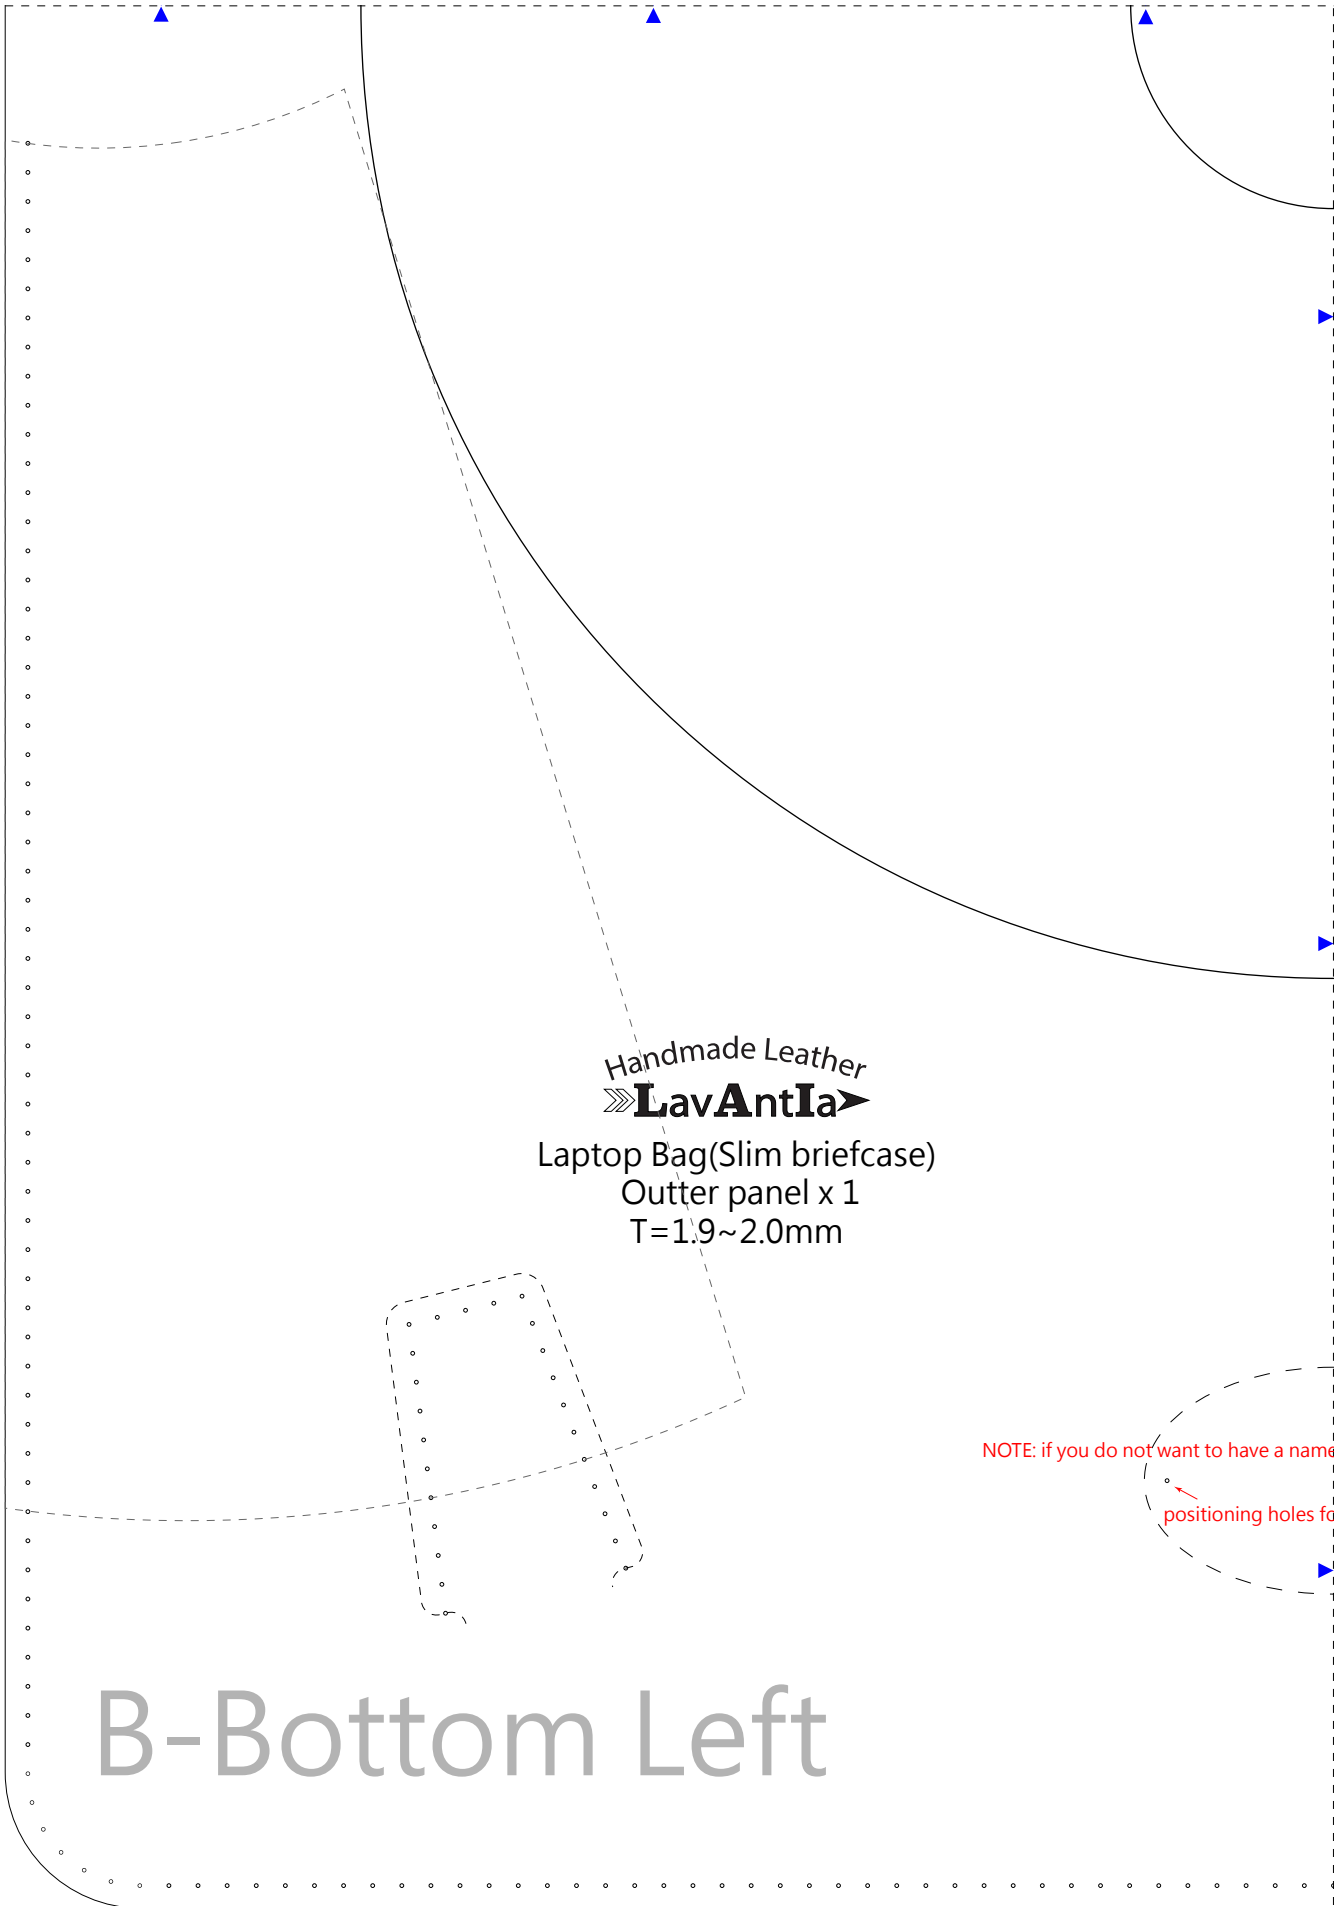 Handmade Leather
LavAntIa
Laptop Bag(Slim briefcase)
Outter panel x 1
T=1.9~2.0mm
NOTE: if you do not want to have a name
positioning holes fo
B-Bottom Left